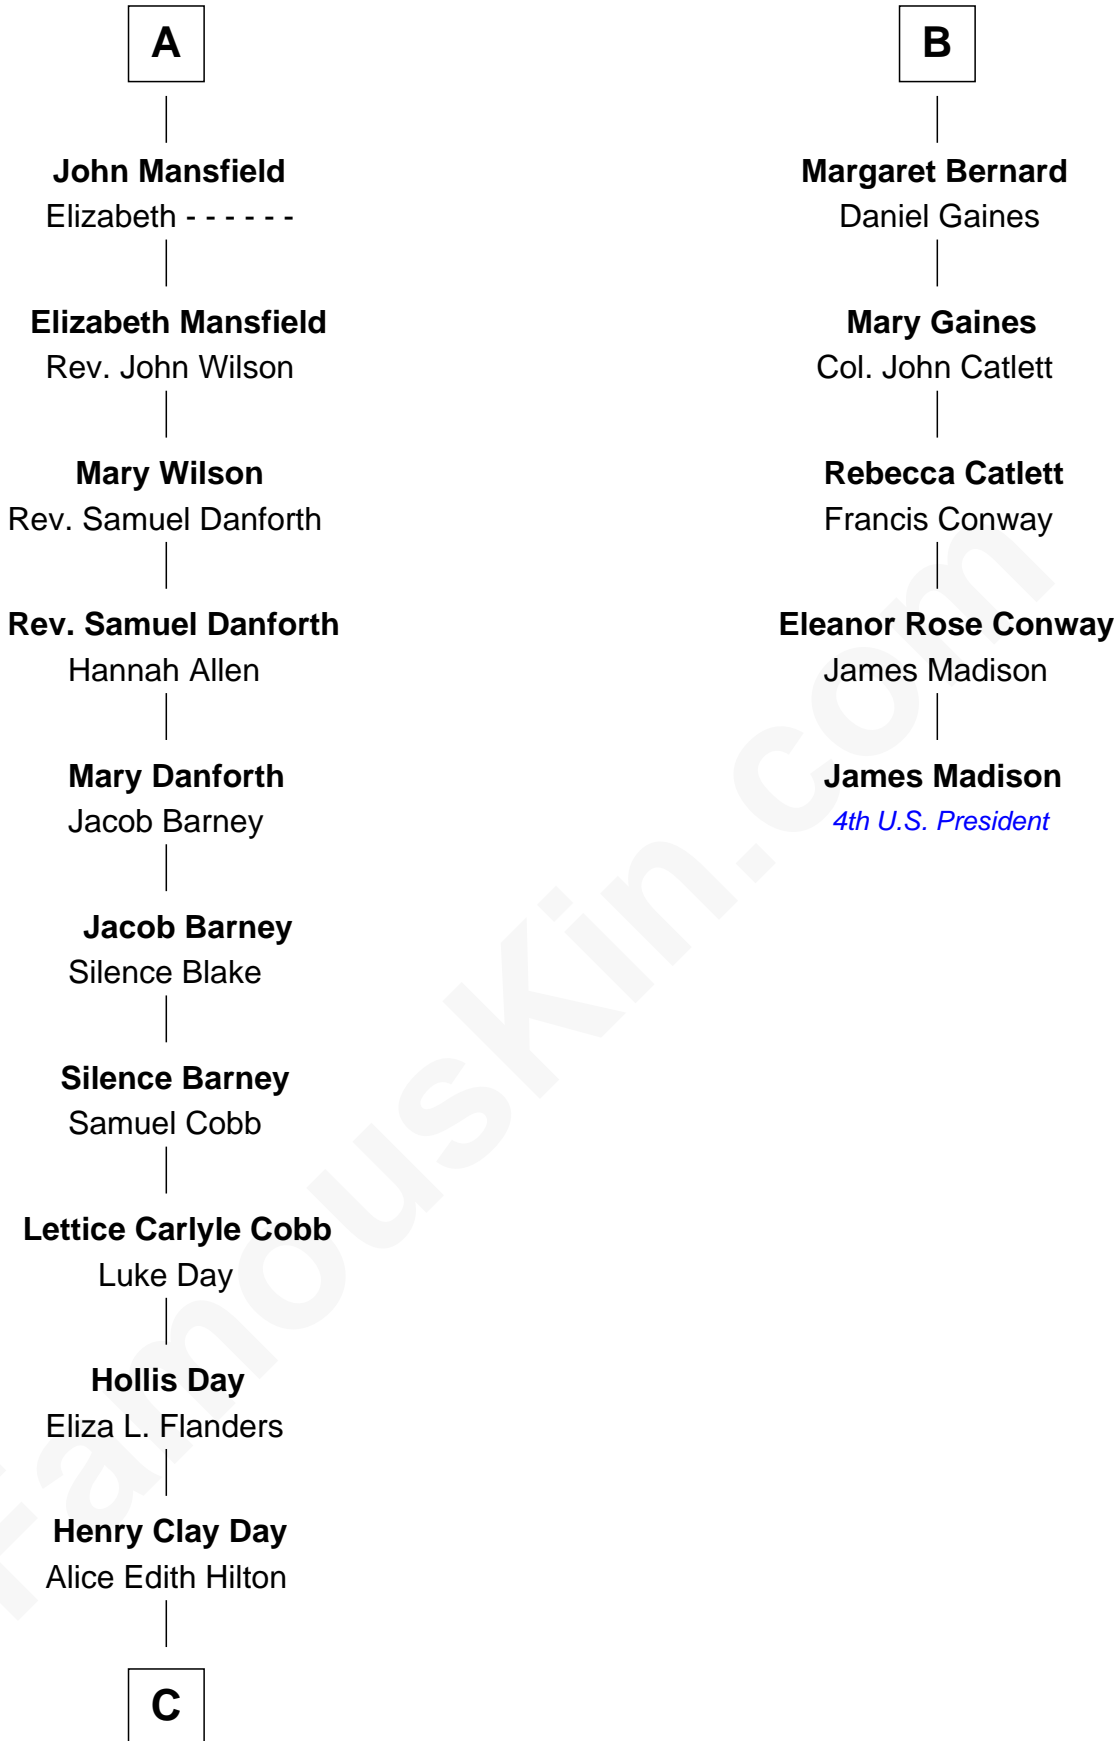 A
John Mansfield
Elizabeth - - - - - -
Elizabeth Mansfield
Rev. John Wilson
Mary Wilson
Rev. Samuel Danforth
Rev. Samuel Danforth
Hannah Allen
Mary Danforth
Jacob Barney
Jacob Barney
Silence Blake
Silence Barney
Samuel Cobb
Lettice Carlyle Cobb
Luke Day
Hollis Day
Eliza L. Flanders
Henry Clay Day
Alice Edith Hilton
C
B
Margaret Bernard
Daniel Gaines
Mary Gaines
Col. John Catlett
Rebecca Catlett
Francis Conway
Eleanor Rose Conway
James Madison
James Madison
4th U.S. President
FamousKin.com